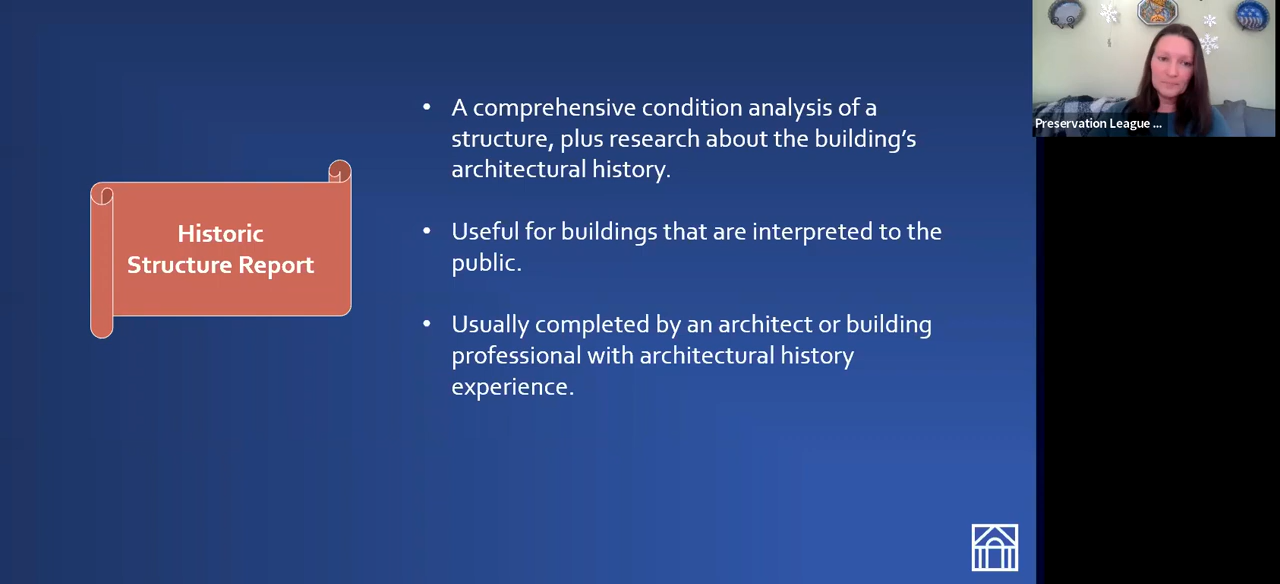 Historic
Structure Report
• A comprehensive condition analysis of a
structure, plus research about the building’s
architectural history.
• Useful for buildings that are interpreted to the
public.
• Usually completed by an architect or building
professional with architectural history
experience.
Preservation League ...